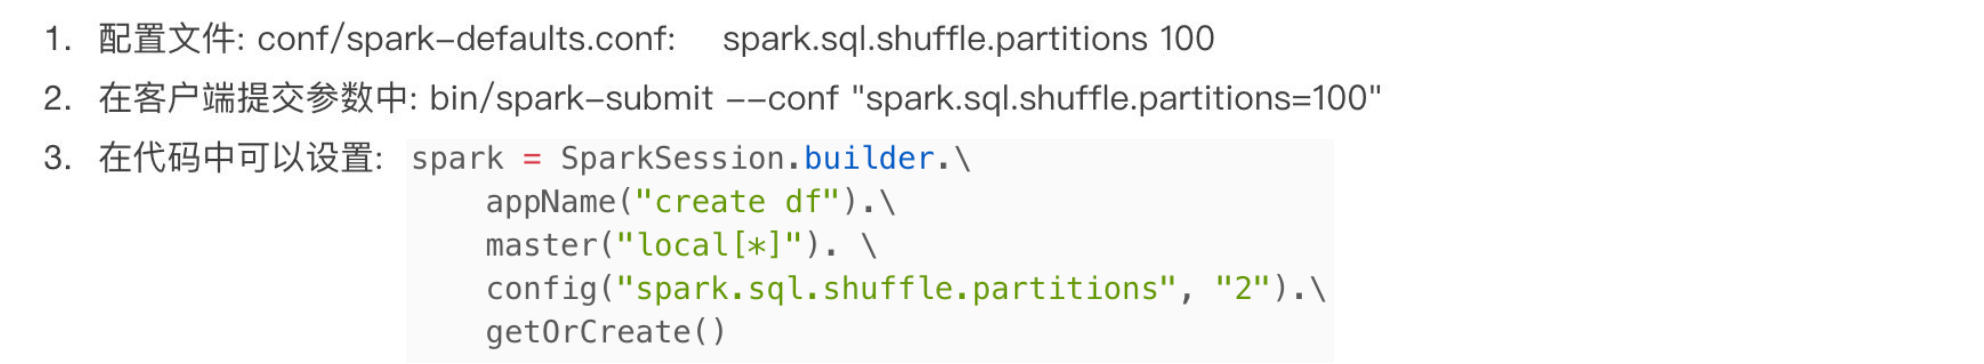 1. 配置文件: conf/spark-defaults.conf: spark.sql.shuffle.partitions 100
2. 在客户端提交参数中: bin/spark-submit --conf "spark.sql.shuffle.partitions=100"
3. 在代码中可以设置: spark = SparkSession.builder.\
appName("create df").\
master("local[*]"). \
config("spark.sql.shuffle.partitions", "2").\
getOrCreate()